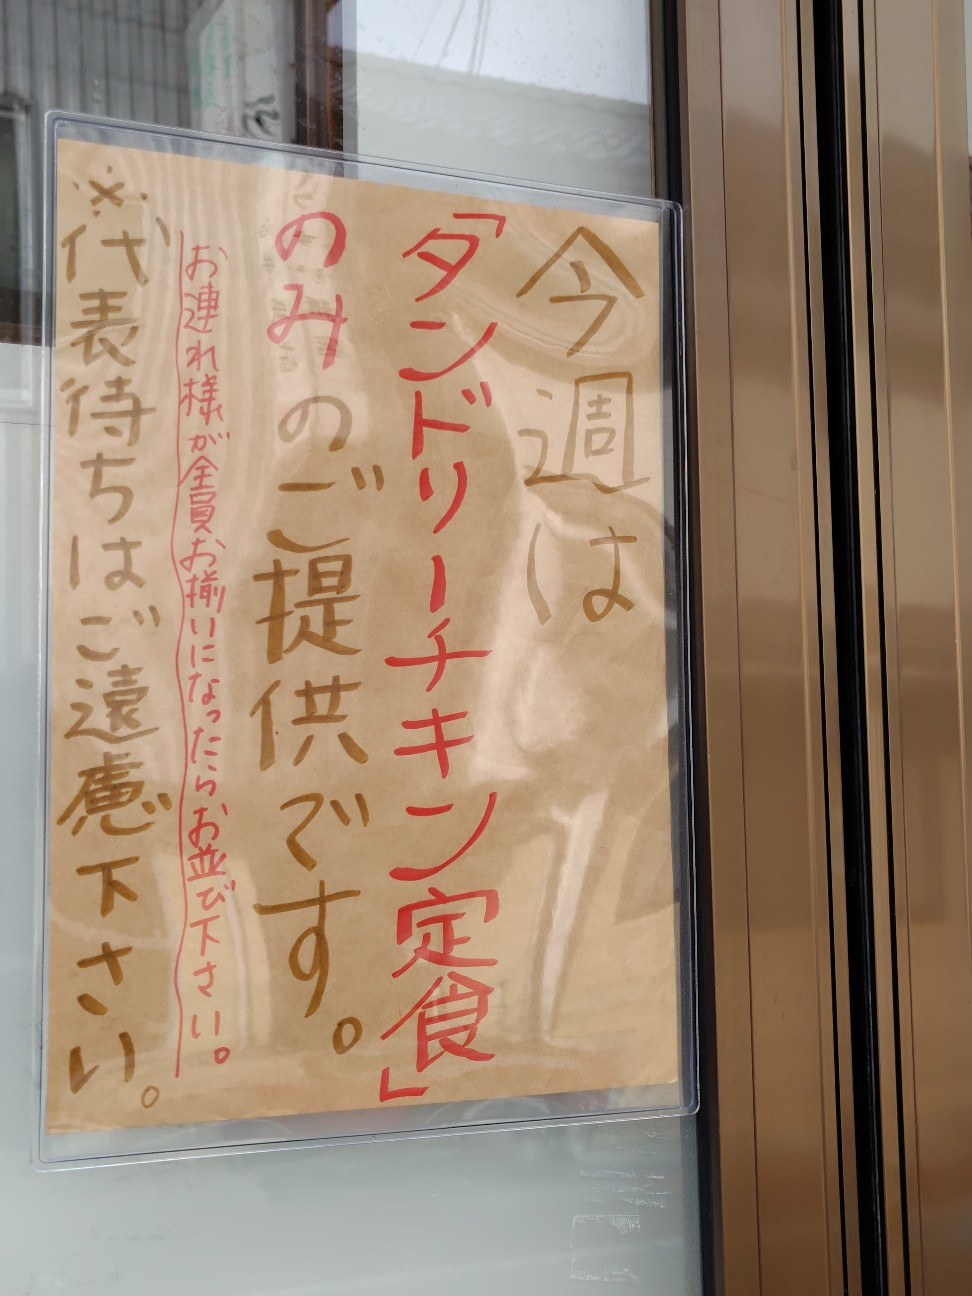 今週は
「タンドリーチキン定食」
のみのご提供です。
お連れ様が全員お揃いになったらお並び下さい。
※代表待ちはご遠慮下さい。